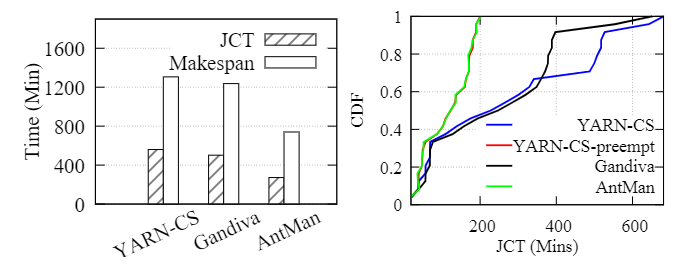 JCT
Makespan
Time (Min)
1600
1200
800
400
0
YARN-CS
Gandiva
AntMan
CDF
1
0.8
0.6
0.4
0.2
0
YARN-CS
YARN-CS-preempt
Gandiva
AntMan
200
400
600
JCT (Mins)